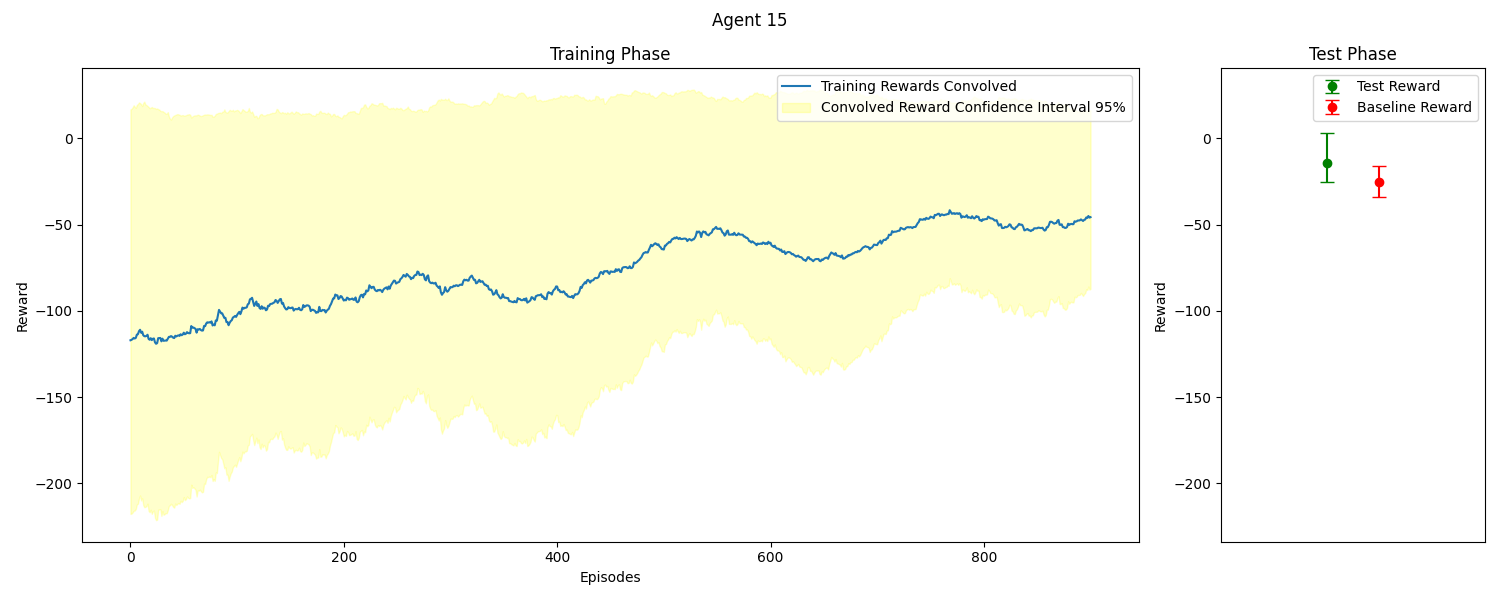 Agent 15
Training Phase
Training Rewards Convolved
Convolved Reward Confidence Interval 95%
Reward
0
−50
−100
−150
−200
0 200 400 600 800
Episodes
Test Phase
Test Reward
Baseline Reward
Reward
0
−50
−100
−150
−200